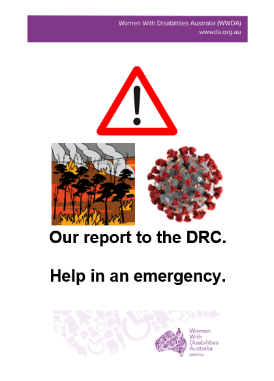 Women With Disabilities Australia (WWDA)
wwda.org.au
Our report to the DRC.
Help in an emergency.
Women
With
Disabilities
Australia